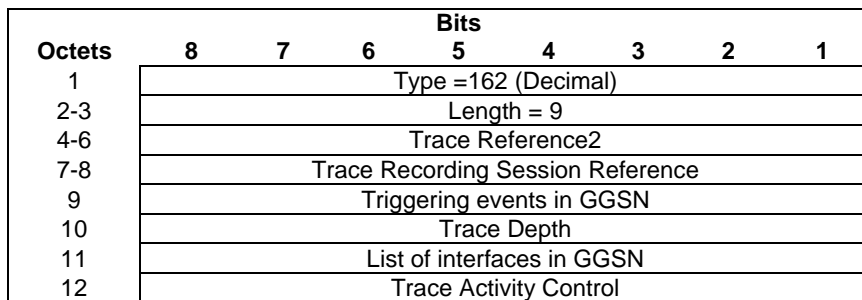 Bits
Octets 8 7 6 5 4 3 2 1
1 Type =162 (Decimal)
2-3 Length = 9
4-6 Trace Reference2
7-8 Trace Recording Session Reference
9 Triggering events in GGSN
10 Trace Depth
11 List of interfaces in GGSN
12 Trace Activity Control